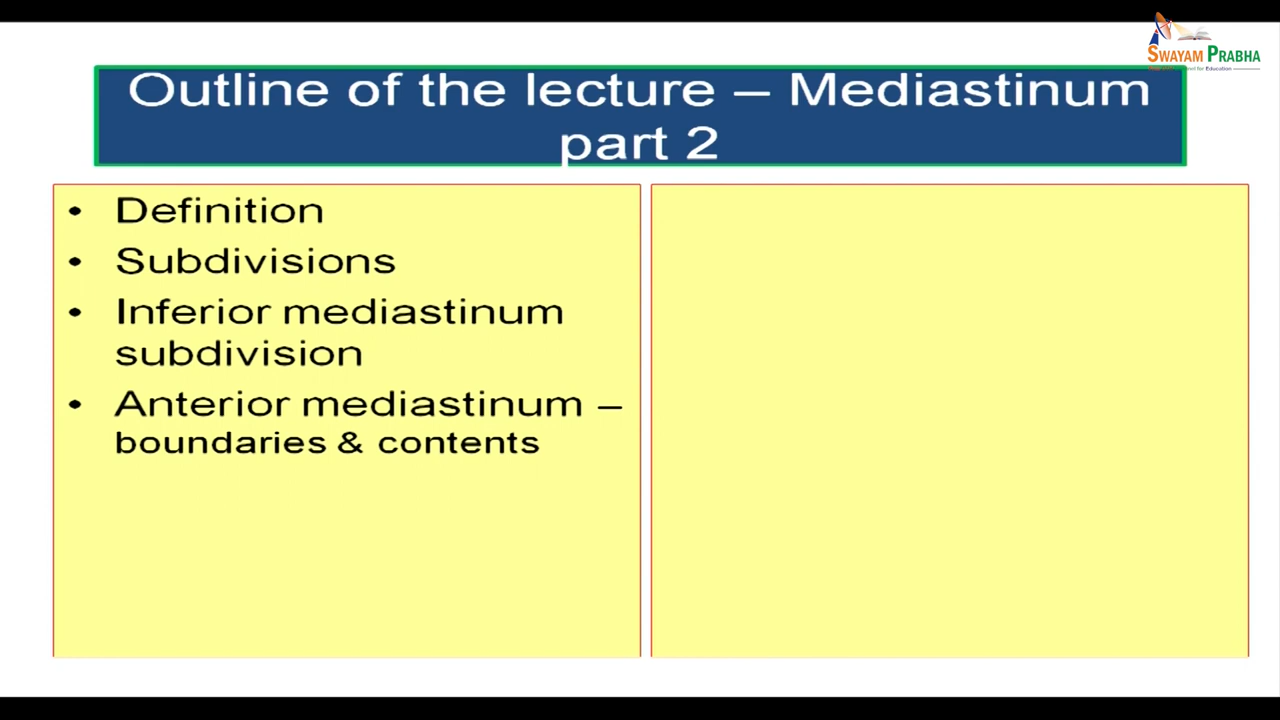 SWAYAM PRABHA
Outline of the lecture – Mediastinum
part 2
• Definition
• Subdivisions
• Inferior mediastinum
subdivision
• Anterior mediastinum –
boundaries & contents